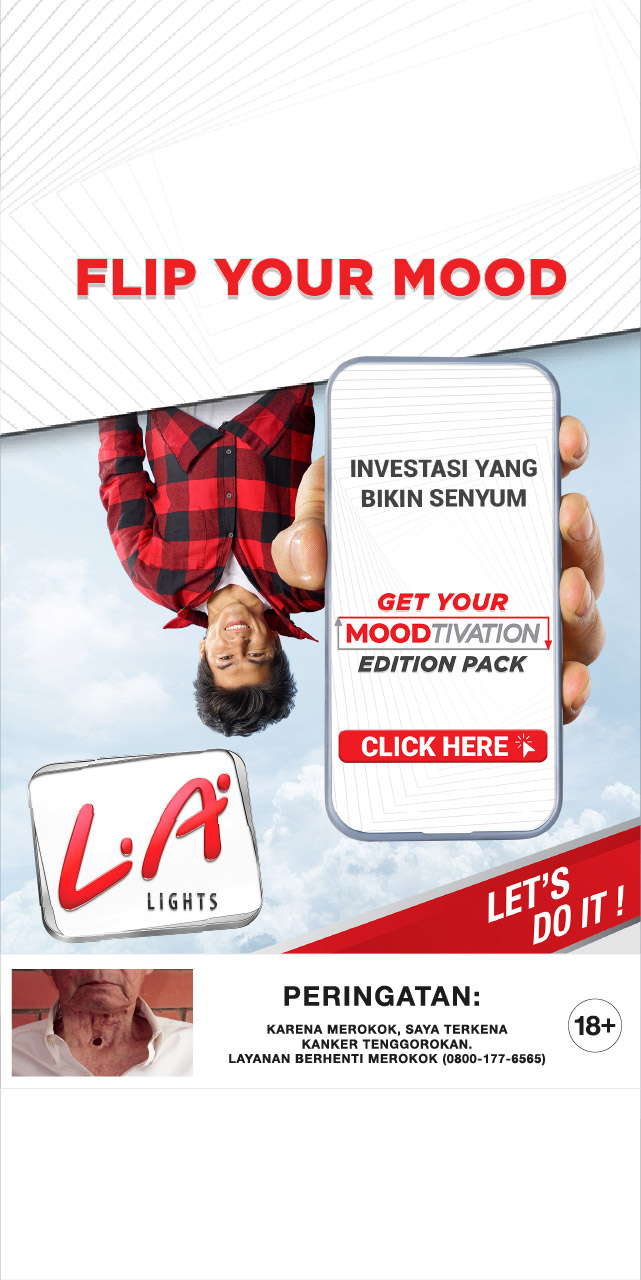 FLIP YOUR MOOD
INVESTASI YANG
BIKIN SENYUM
GET YOUR
MOODTIVATION
EDITION PACK
CLICK HERE
L.A.
LIGHTS
LET'S
DO IT !
PERINGATAN:
KARENA MEROKOK, SAYA TERKENA
KANKER TENGGOROKAN.
LAYANAN BERHENTI MEROKOK (0800-177-6565)
18+